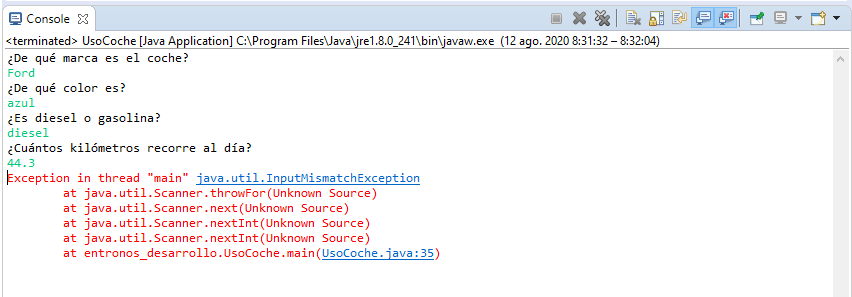 Console
<terminated> UsoCoche [Java Application] C:\Program Files\Java\jre1.8.0_241\bin\javaw.exe (12 ago. 2020 8:31:32 – 8:32:04)
¿De qué marca es el coche?
Ford
¿De qué color es?
azul
¿Es diesel o gasolina?
diesel
¿Cuántos kilómetros recorre al día?
44.3
Exception in thread "main" java.util.InputMismatchException
at java.util.Scanner.throwFor(Unknown Source)
at java.util.Scanner.next(Unknown Source)
at java.util.Scanner.nextInt(Unknown Source)
at java.util.Scanner.nextInt(Unknown Source)
at entronos_desarrollo.UsoCoche.main(UsoCoche.java:35)